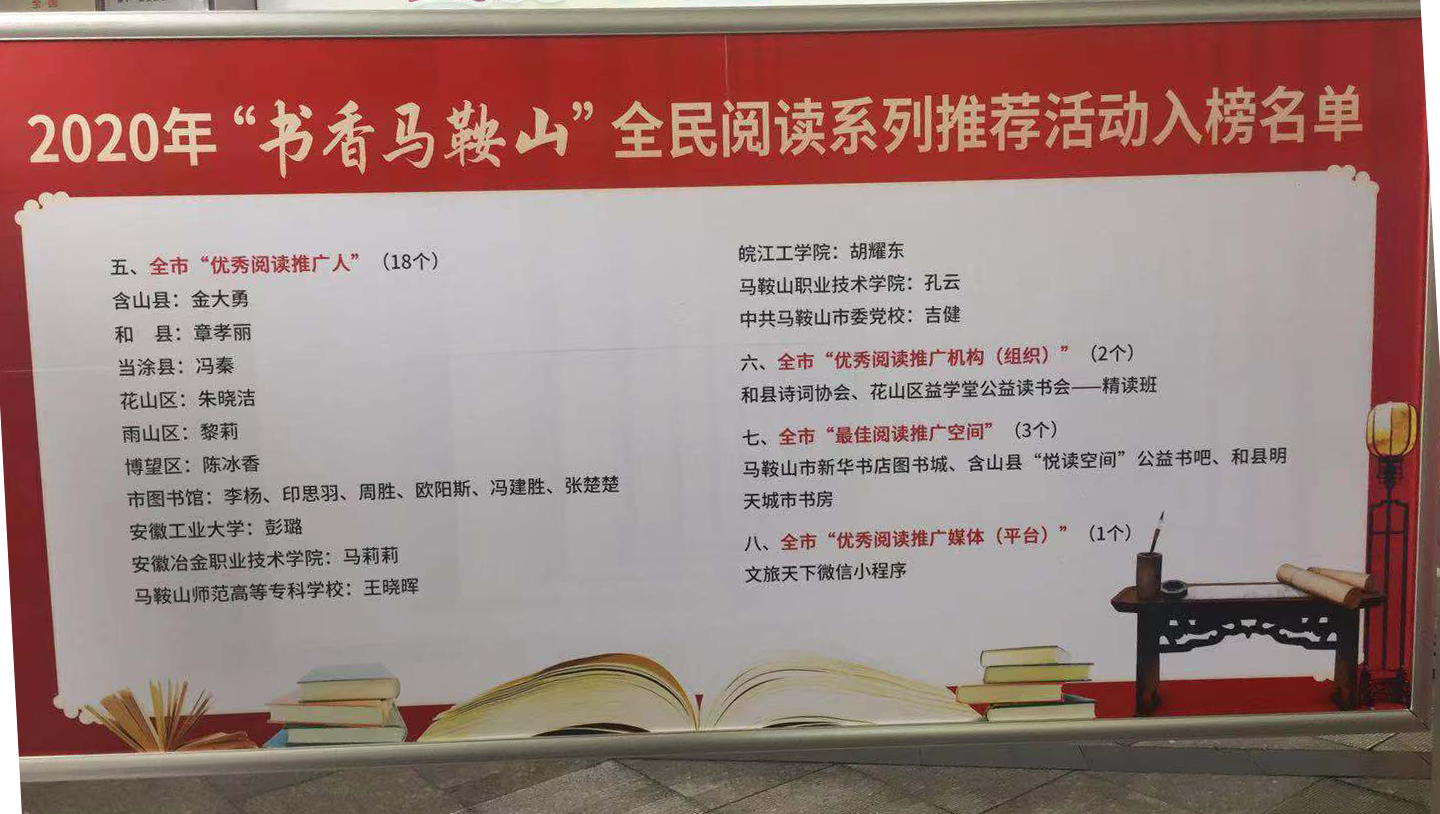 全 国
2020年“书香马鞍山”全民阅读系列推荐活动入榜名单
五、全市“优秀阅读推广人”（18个）
含山县：金大勇
和　县：章孝丽
当涂县：冯秦
花山区：朱晓洁
雨山区：黎莉
博望区：陈冰香
市图书馆：李杨、印思羽、周胜、欧阳斯、冯建胜、张楚楚
安徽工业大学：彭璐
安徽冶金职业技术学院：马莉莉
马鞍山师范高等专科学校：王晓晖
皖江工学院：胡耀东
马鞍山职业技术学院：孔云
中共马鞍山市委党校：吉健
六、全市“优秀阅读推广机构（组织）”（2个）
和县诗词协会、花山区益学堂公益读书会——精读班
七、全市“最佳阅读推广空间”（3个）
马鞍山市新华书店图书城、含山县“悦读空间”公益书吧、和县明
天城市书房
八、全市“优秀阅读推广媒体（平台）”（1个）
文旅天下微信小程序